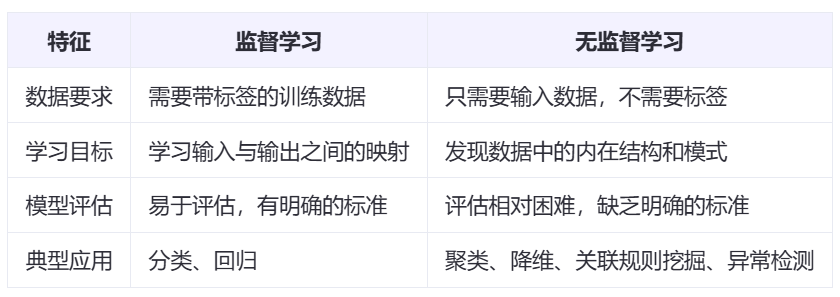 特征 监督学习 无监督学习
数据要求 需要带标签的训练数据 只需要输入数据，不需要标签
学习目标 学习输入与输出之间的映射 发现数据中的内在结构和模式
模型评估 易于评估，有明确的标准 评估相对困难，缺乏明确的标准
典型应用 分类、回归 聚类、降维、关联规则挖掘、异常检测